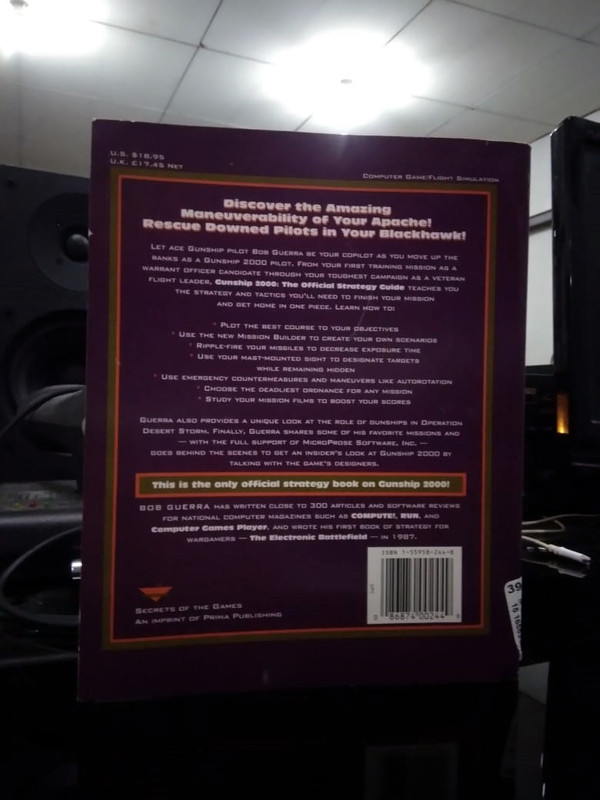 U.S. $18.95
U.K. £17.45 NET
COMPUTER GAME/FLIGHT SIMULATION
Discover the Amazing
Maneuverability of Your Apache!
Rescue Downed Pilots in Your Blackhawk!
LET ACE GUNSHIP PILOT BOB GUERRA BE YOUR COPILOT AS YOU MOVE UP THE
RANKS AS A GUNSHIP 2000 PILOT. FROM YOUR FIRST TRAINING MISSION AS A
WARRANT OFFICER CANDIDATE THROUGH YOUR TOUGHEST CAMPAIGN AS A VETERAN
FLIGHT LEADER, Gunship 2000: The Official Strategy Guide TEACHES YOU
THE STRATEGY AND TACTICS YOU'LL NEED TO FINISH YOUR MISSION
AND GET HOME IN ONE PIECE. LEARN HOW TO:
* PLOT THE BEST COURSE TO YOUR OBJECTIVES
* USE THE NEW MISSION BUILDER TO CREATE YOUR OWN SCENARIOS
* RIPPLE-FIRE YOUR MISSILES TO DECREASE EXPOSURE TIME
* USE YOUR MAST-MOUNTED SIGHT TO DESIGNATE TARGETS
WHILE REMAINING HIDDEN
* USE EMERGENCY COUNTERMEASURES AND MANEUVERS LIKE AUTOROTATION
* CHOOSE THE DEADLIEST ORDNANCE FOR ANY MISSION
* STUDY YOUR MISSION FILMS TO BOOST YOUR SCORES
GUERRA ALSO PROVIDES A UNIQUE LOOK AT THE ROLE OF GUNSHIPS IN OPERATION
DESERT STORM. FINALLY, GUERRA SHARES SOME OF HIS FAVORITE MISSIONS AND
— WITH THE FULL SUPPORT OF MICROPROSE SOFTWARE, INC. —
GOES BEHIND THE SCENES TO GET AN INSIDER'S LOOK AT GUNSHIP 2000 BY
TALKING WITH THE GAME'S DESIGNERS.
This is the only official strategy book on Gunship 2000!
BOB GUERRA HAS WRITTEN CLOSE TO 300 ARTICLES AND SOFTWARE REVIEWS
FOR NATIONAL COMPUTER MAGAZINES SUCH AS COMPUTE!, RUN, AND
Computer Games Player, AND WROTE HIS FIRST BOOK OF STRATEGY FOR
WARGAMERS — The Electronic Battlefield — IN 1987.
ISBN 1-55958-244-8
0 86874 00244 9
SECRETS OF THE GAMES
AN IMPRINT OF PRIMA PUBLISHING
39